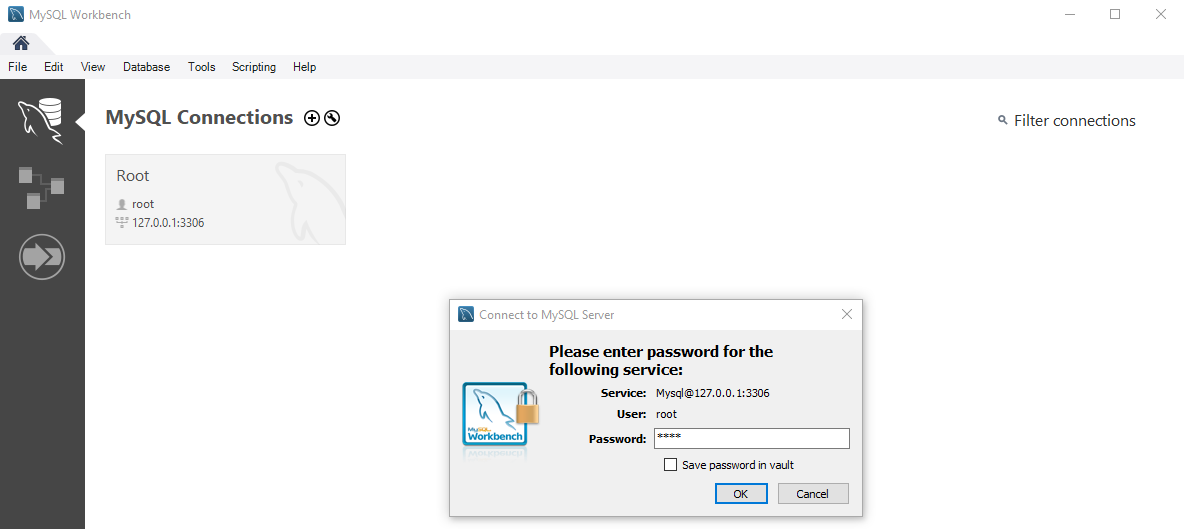 MySQL Workbench
File Edit View Database Tools Scripting Help
MySQL Connections
Filter connections
Root
root
127.0.0.1:3306
Connect to MySQL Server
Please enter password for the
following service:
Service: Mysql@127.0.0.1:3306
User: root
Password: ****
MySQL
Workbench
Save password in vault
OK Cancel